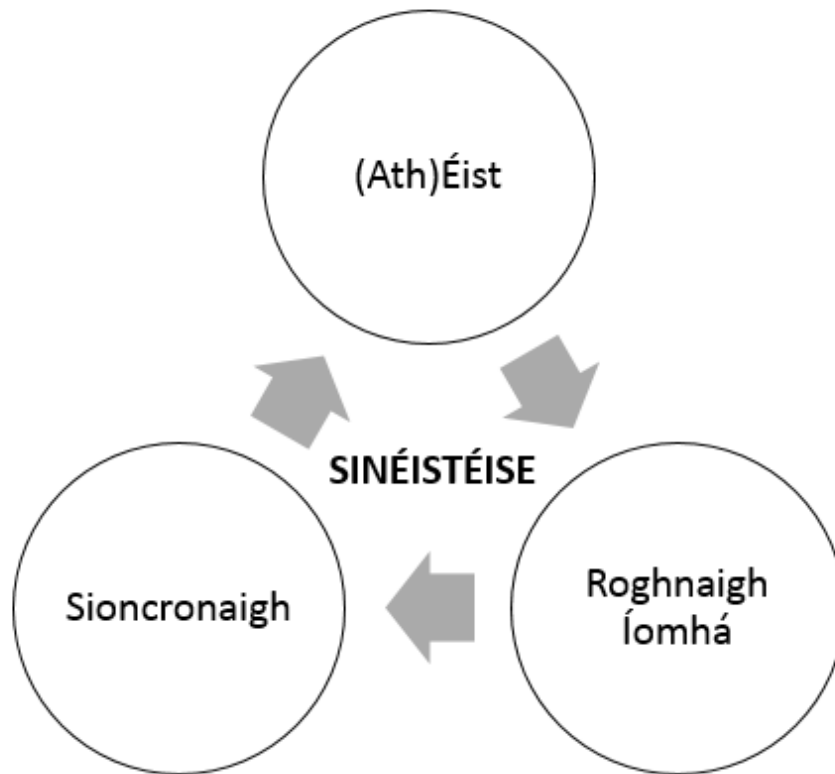 (Ath)Éist
SINÉISTÉISE
Sioncronaigh
Roghnaigh
Íomhá